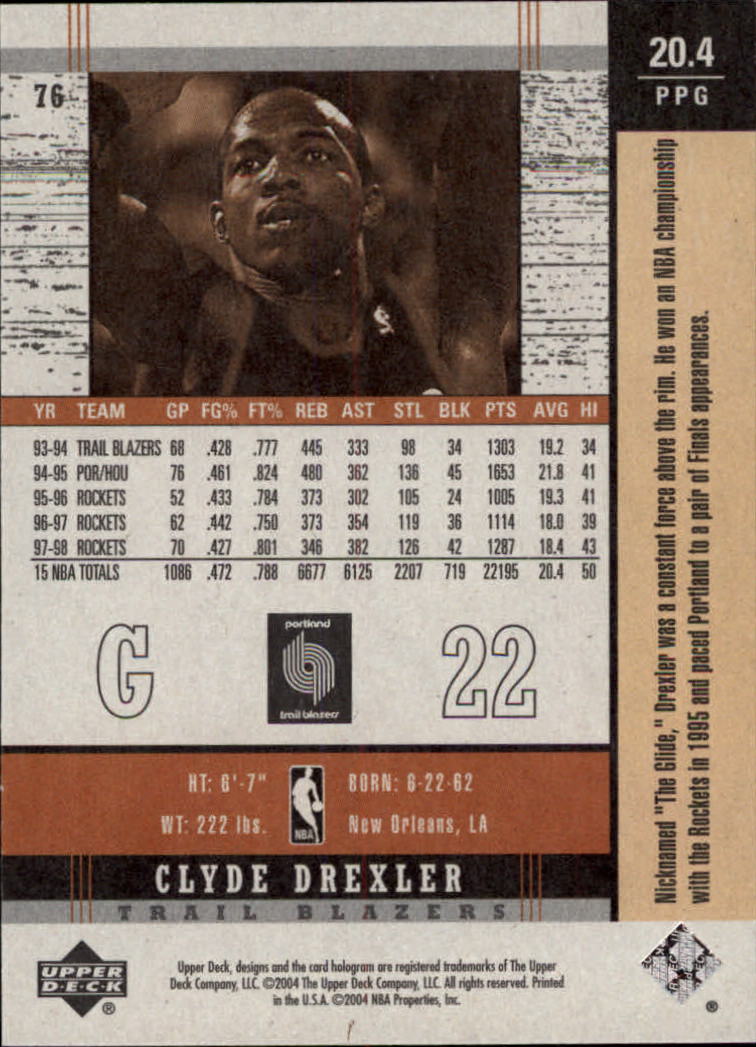 20.4
PPG
76
Nicknamed "The Glide," Drexler was a constant force above the rim. He won an NBA championship
with the Rockets in 1995 and paced Portland to a pair of Finals appearances.
YR TEAM GP FG% FT% REB AST STL BLK PTS AVG HI
93-94 TRAIL BLAZERS 68 .428 .777 445 333 98 34 1303 19.2 34
94-95 POR/HOU 76 .461 .824 480 362 136 45 1653 21.8 41
95-96 ROCKETS 52 .433 .784 373 302 105 24 1005 19.3 41
96-97 ROCKETS 62 .442 .750 373 354 119 36 1114 18.0 39
97-98 ROCKETS 70 .427 .801 346 382 126 42 1287 18.4 43
15 NBA TOTALS 1086 .472 .788 6677 6125 2207 719 22195 20.4 50
G
portland
trail blazers
22
HT: 6'-7" BORN: 6-22-62
WT: 222 lbs. New Orleans, LA
NBA
CLYDE DREXLER
TRAIL BLAZERS
UPPER
D·E·C·K
®
Upper Deck, designs and the card hologram are registered trademarks of The Upper
Deck Company, LLC. ©2004 The Upper Deck Company, LLC. All rights reserved. Printed
in the U.S.A. ©2004 NBA Properties, Inc.
®